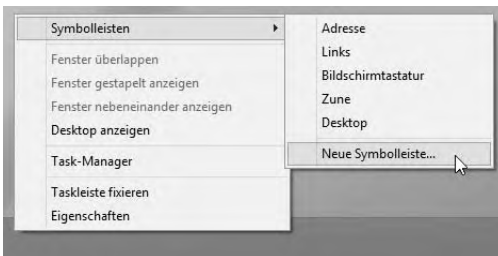 Symbolleisten
Fenster überlappen
Fenster gestapelt anzeigen
Fenster nebeneinander anzeigen
Desktop anzeigen
Task-Manager
Taskleiste fixieren
Eigenschaften
Adresse
Links
Bildschirmtastatur
Zune
Desktop
Neue Symbolleiste...